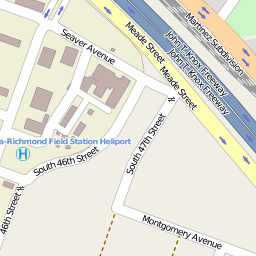 Seaver Avenue
Meade Street
Martinez Subdivision
John T Knox Freeway
John T Knox Freeway
Meade Street
South 47th Street
a-Richmond Field Station Heliport
H
South 46th Street
46th Street
Montgomery Avenue